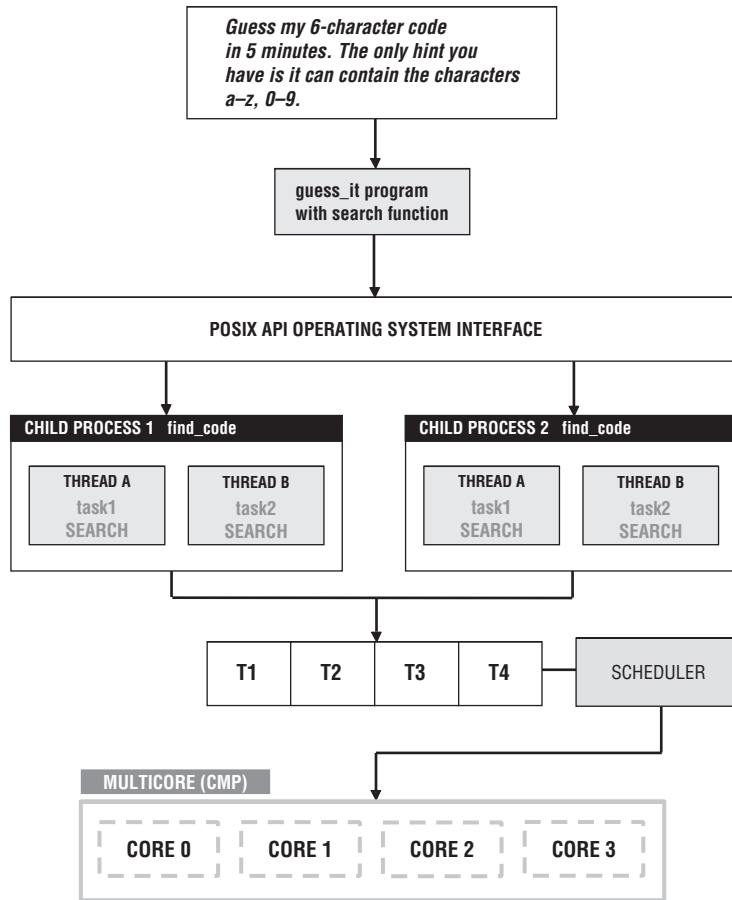 Guess my 6-character code
in 5 minutes. The only hint you
have is it can contain the characters
a–z, 0–9.
guess_it program
with search function
POSIX API OPERATING SYSTEM INTERFACE
CHILD PROCESS 1 find_code
THREAD A
task1
SEARCH
THREAD B
task2
SEARCH
CHILD PROCESS 2 find_code
THREAD A
task1
SEARCH
THREAD B
task2
SEARCH
T1
T2
T3
T4
SCHEDULER
MULTICORE (CMP)
CORE 0
CORE 1
CORE 2
CORE 3